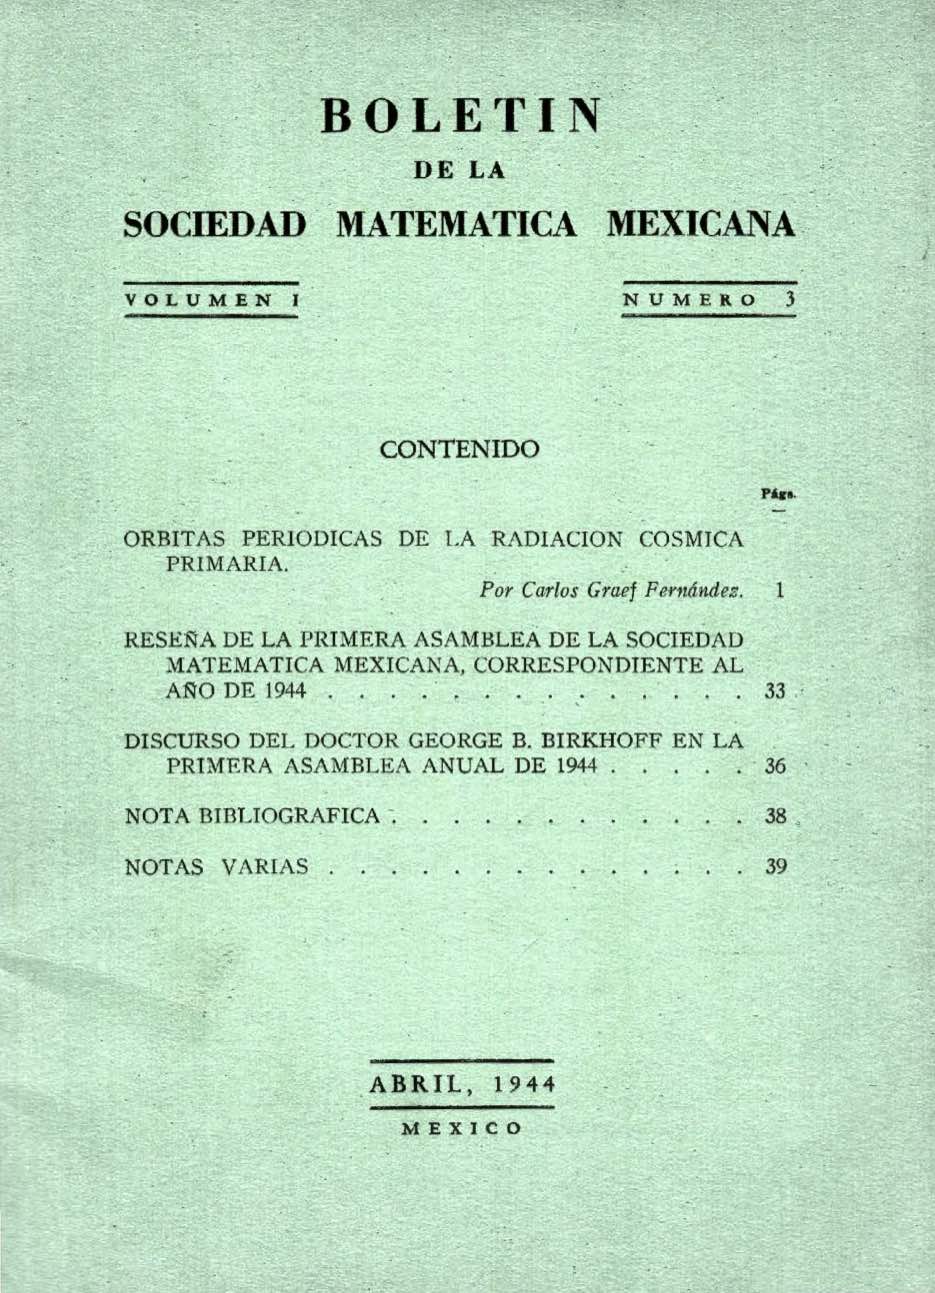 BOLETIN
DE LA
SOCIEDAD MATEMATICA MEXICANA
VOLUMEN I NUMERO 3
CONTENIDO
Págs.
ORBITAS PERIODICAS DE LA RADIACION COSMICA
PRIMARIA.
Por Carlos Graef Fernández. 1
RESEÑA DE LA PRIMERA ASAMBLEA DE LA SOCIEDAD
MATEMATICA MEXICANA, CORRESPONDIENTE AL
AÑO DE 1944 . . . . . . . . . . . . . . 33
DISCURSO DEL DOCTOR GEORGE B. BIRKHOFF EN LA
PRIMERA ASAMBLEA ANUAL DE 1944 . . . . . 36
NOTA BIBLIOGRAFICA . . . . . . . . . . . . 38
NOTAS VARIAS . . . . . . . . . . . . . . 39
ABRIL, 1944
MEXICO